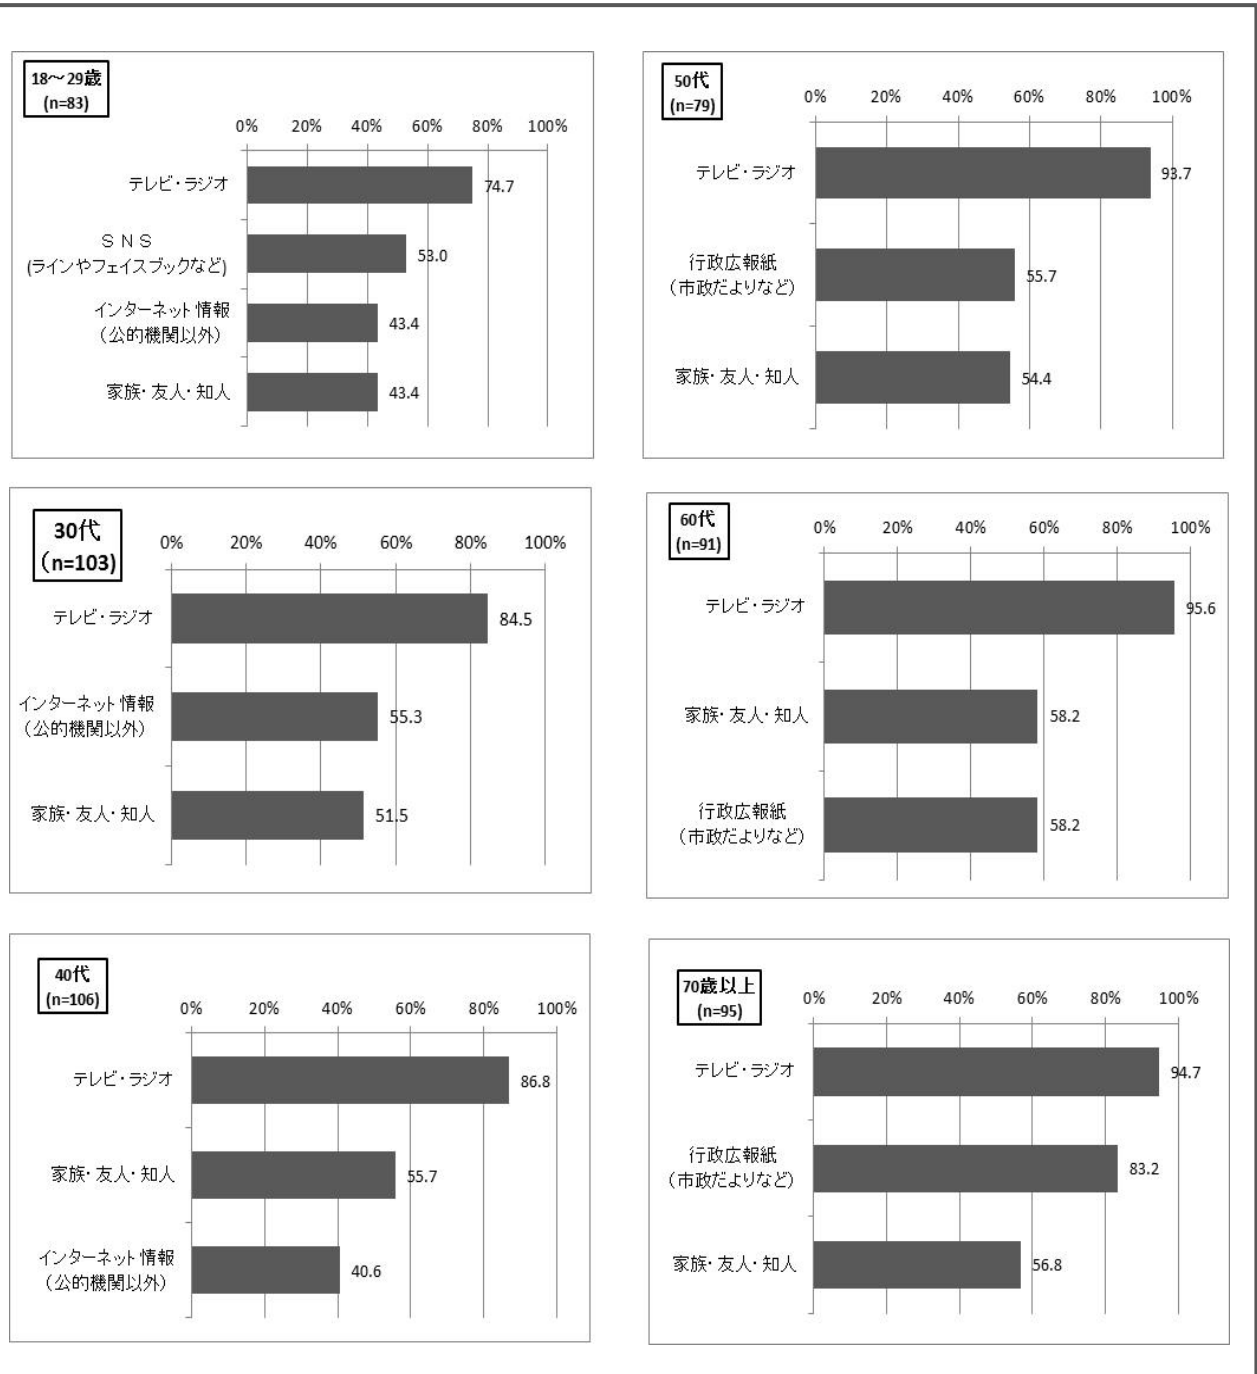 18～29歳
(n=83)
0% 20% 40% 60% 80% 100%
テレビ・ラジオ 74.7
ＳＮＳ
(ラインやフェイスブックなど) 53.0
インターネット情報
（公的機関以外） 43.4
家族・友人・知人 43.4
50代
(n=79)
0% 20% 40% 60% 80% 100%
テレビ・ラジオ 93.7
行政広報紙
（市政だよりなど） 55.7
家族・友人・知人 54.4
30代
（n=103)
0% 20% 40% 60% 80% 100%
テレビ・ラジオ 84.5
インターネット情報
（公的機関以外） 55.3
家族・友人・知人 51.5
60代
(n=91)
0% 20% 40% 60% 80% 100%
テレビ・ラジオ 95.6
家族・友人・知人 58.2
行政広報紙
（市政だよりなど） 58.2
40代
(n=106)
0% 20% 40% 60% 80% 100%
テレビ・ラジオ 86.8
家族・友人・知人 55.7
インターネット情報
（公的機関以外） 40.6
70歳以上
(n=95)
0% 20% 40% 60% 80% 100%
テレビ・ラジオ 94.7
行政広報紙
（市政だよりなど） 83.2
家族・友人・知人 56.8